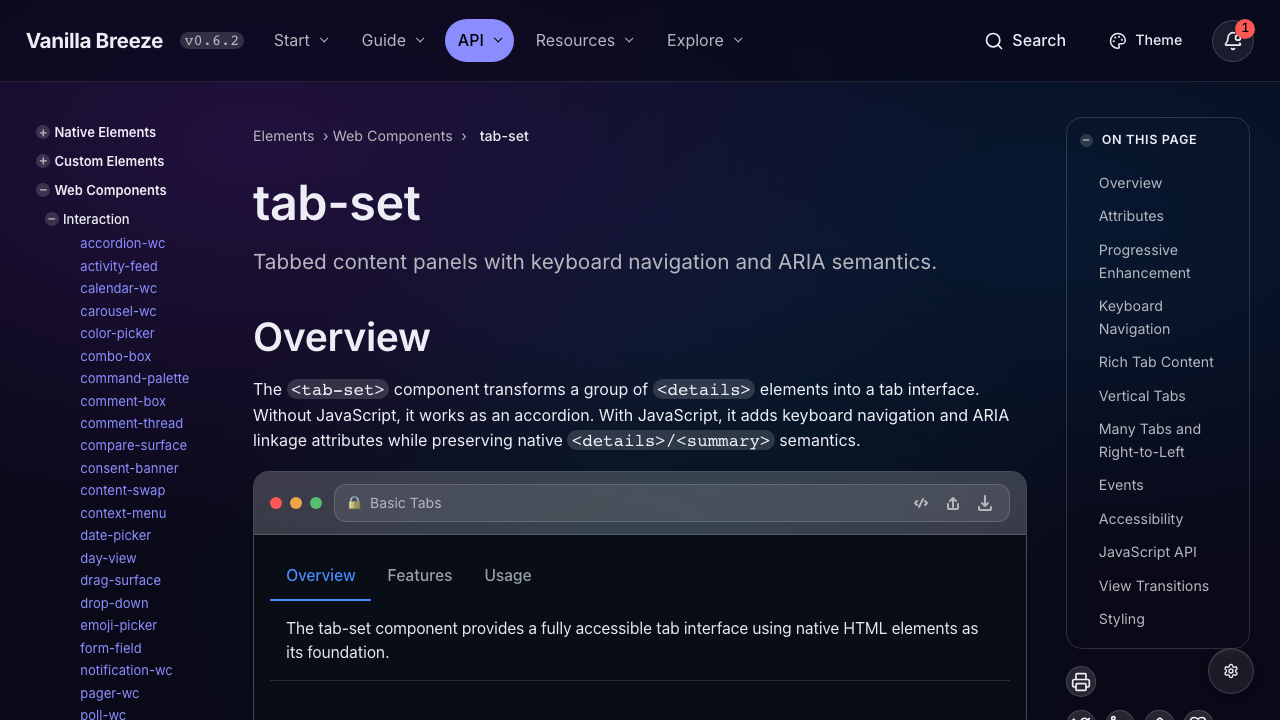 Vanilla Breeze v0.6.2 Start Guide API Resources Explore Search Theme 1
Native Elements
Custom Elements
Web Components
Interaction
accordion-wc
activity-feed
calendar-wc
carousel-wc
color-picker
combo-box
command-palette
comment-box
comment-thread
compare-surface
consent-banner
content-swap
context-menu
date-picker
day-view
drag-surface
drop-down
emoji-picker
form-field
notification-wc
pager-wc
poll-wc
Elements › Web Components › tab-set
tab-set
Tabbed content panels with keyboard navigation and ARIA semantics.
Overview
The <tab-set> component transforms a group of <details> elements into a tab interface.
Without JavaScript, it works as an accordion. With JavaScript, it adds keyboard navigation and ARIA
linkage attributes while preserving native <details>/<summary> semantics.
Basic Tabs
Overview Features Usage
The tab-set component provides a fully accessible tab interface using native HTML elements as
its foundation.
ON THIS PAGE
Overview
Attributes
Progressive
Enhancement
Keyboard
Navigation
Rich Tab Content
Vertical Tabs
Many Tabs and
Right-to-Left
Events
Accessibility
JavaScript API
View Transitions
Styling